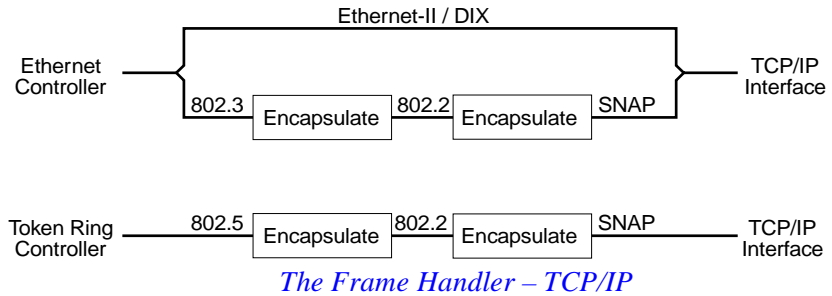 Ethernet-II / DIX
Ethernet
Controller
TCP/IP
Interface
802.3
Encapsulate
802.2
Encapsulate
SNAP
Token Ring
Controller
802.5
Encapsulate
802.2
Encapsulate
SNAP
TCP/IP
Interface
The Frame Handler – TCP/IP